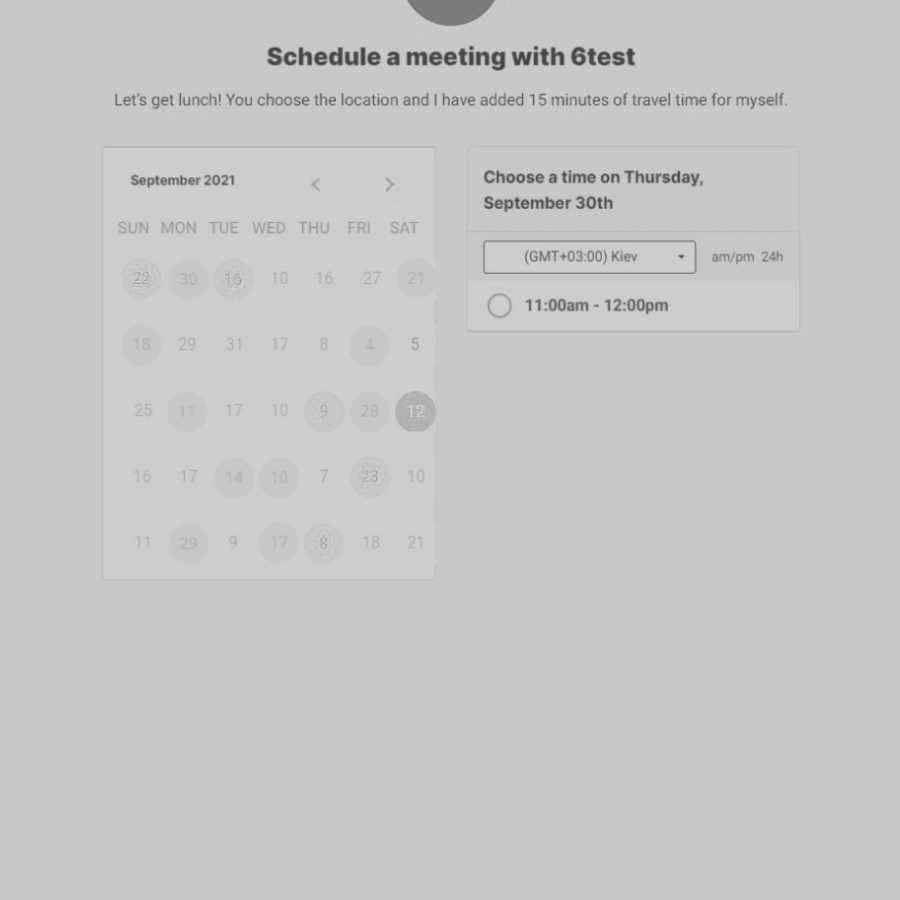 Schedule a meeting with 6test
Let's get lunch! You choose the location and I have added 15 minutes of travel time for myself.
September 2021
SUN MON TUE WED THU FRI SAT
22 30 16 10 16 27 21
18 29 31 17 8 4 5
25 11 17 10 9 28 12
16 17 14 10 7 23 10
11 29 9 17 8 18 21
Choose a time on Thursday,
September 30th
(GMT+03:00) Kiev am/pm 24h
11:00am - 12:00pm